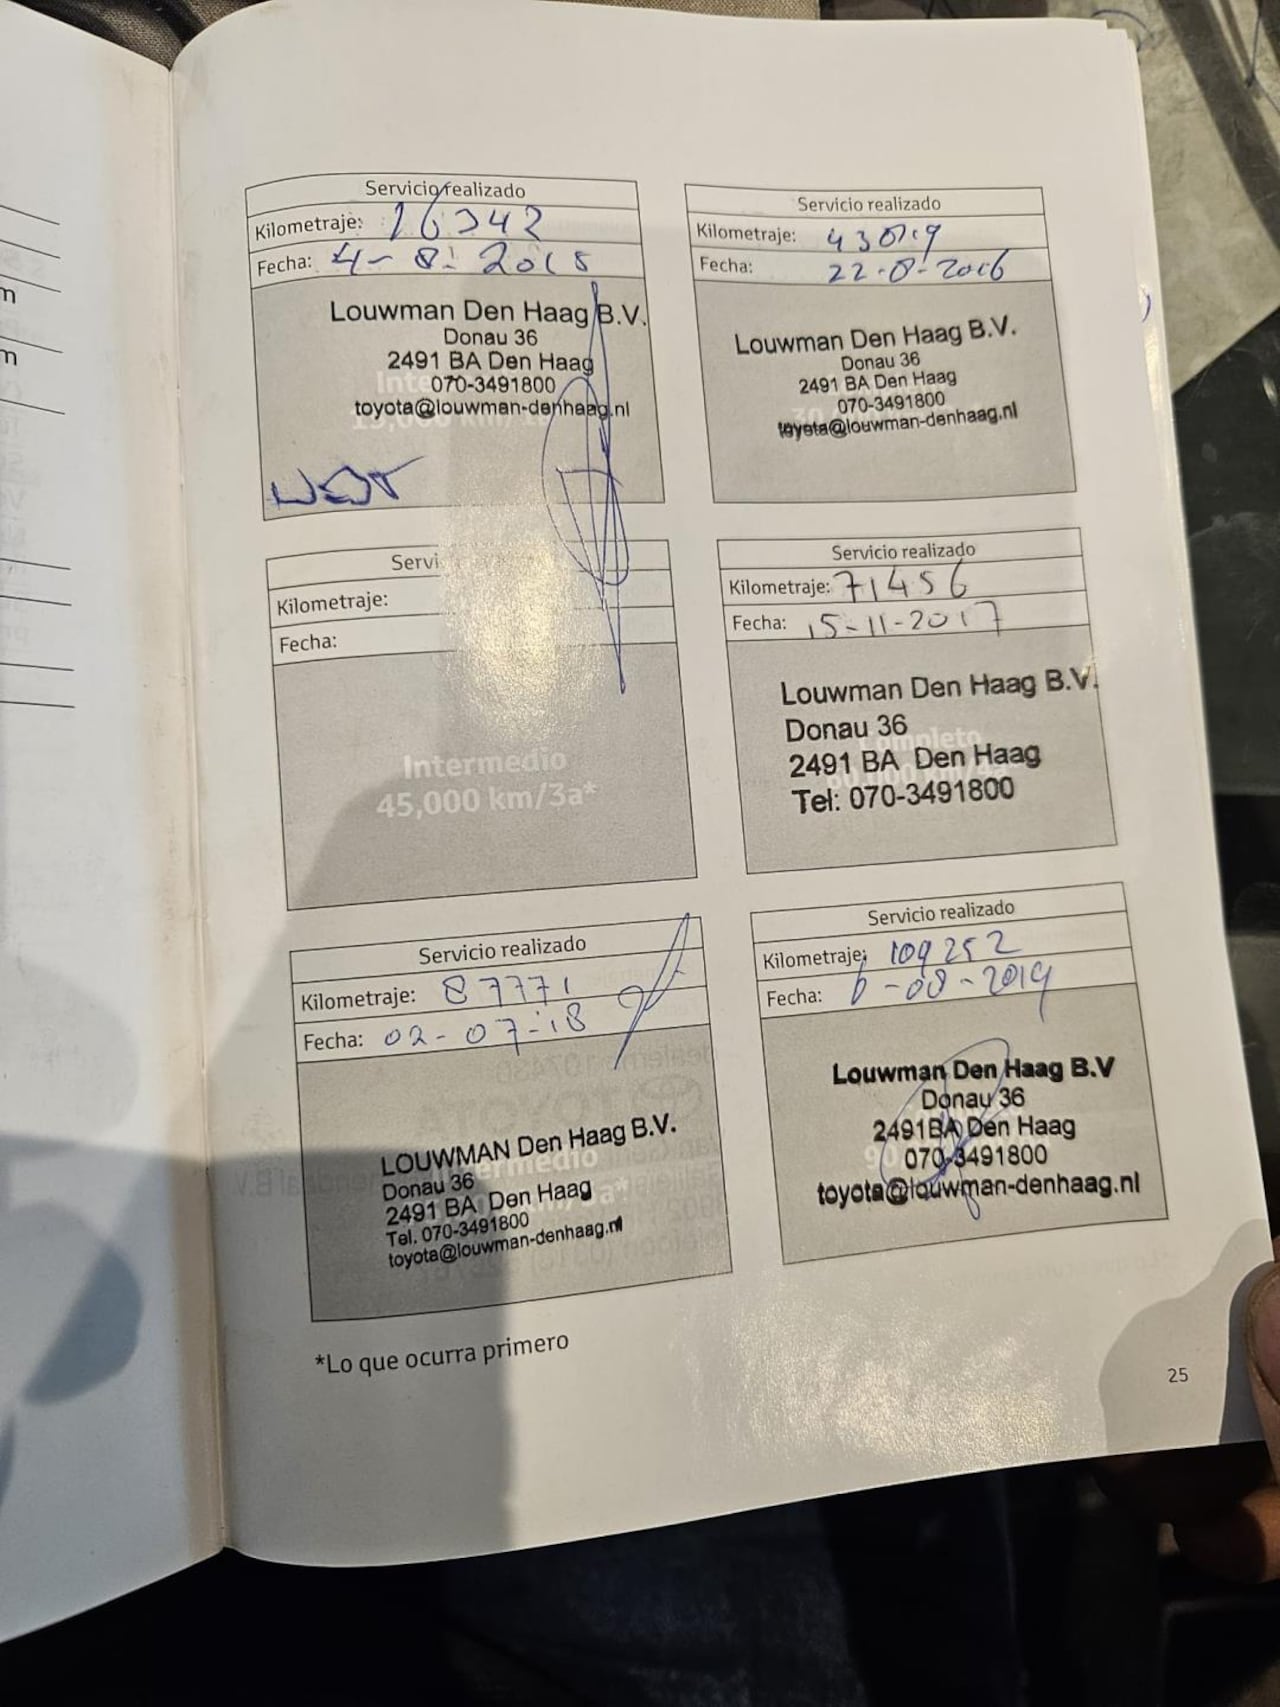 Servicio realizado
Kilometraje: 16342
Fecha: 4-8-2015
Louwman Den Haag B.V.
Donau 36
2491 BA Den Haag
070-3491800
toyota@louwman-denhaag.nl
Servicio realizado
Kilometraje:
Fecha: 22-8-2016
Louwman Den Haag B.V.
Donau 36
2491 BA Den Haag
070-3491800
toyota@louwman-denhaag.nl
Servi
Kilometraje:
Fecha:
Intermedio
45,000 km/3a*
Servicio realizado
Kilometraje: 71456
Fecha: 15-11-2017
Louwman Den Haag B.V.
Donau 36
2491 BA Den Haag
Tel: 070-3491800
Completo
Servicio realizado
Kilometraje: 87771
Fecha: 02-07-18
LOUWMAN Den Haag B.V.
Donau 36
2491 BA Den Haag
Tel. 070-3491800
toyota@louwman-denhaag.nl
Servicio realizado
Kilometraje: 109252
Fecha: 6-08-2019
Louwman Den Haag B.V
Donau 36
2491BA Den Haag
070-3491800
toyota@louwman-denhaag.nl
*Lo que ocurra primero
25